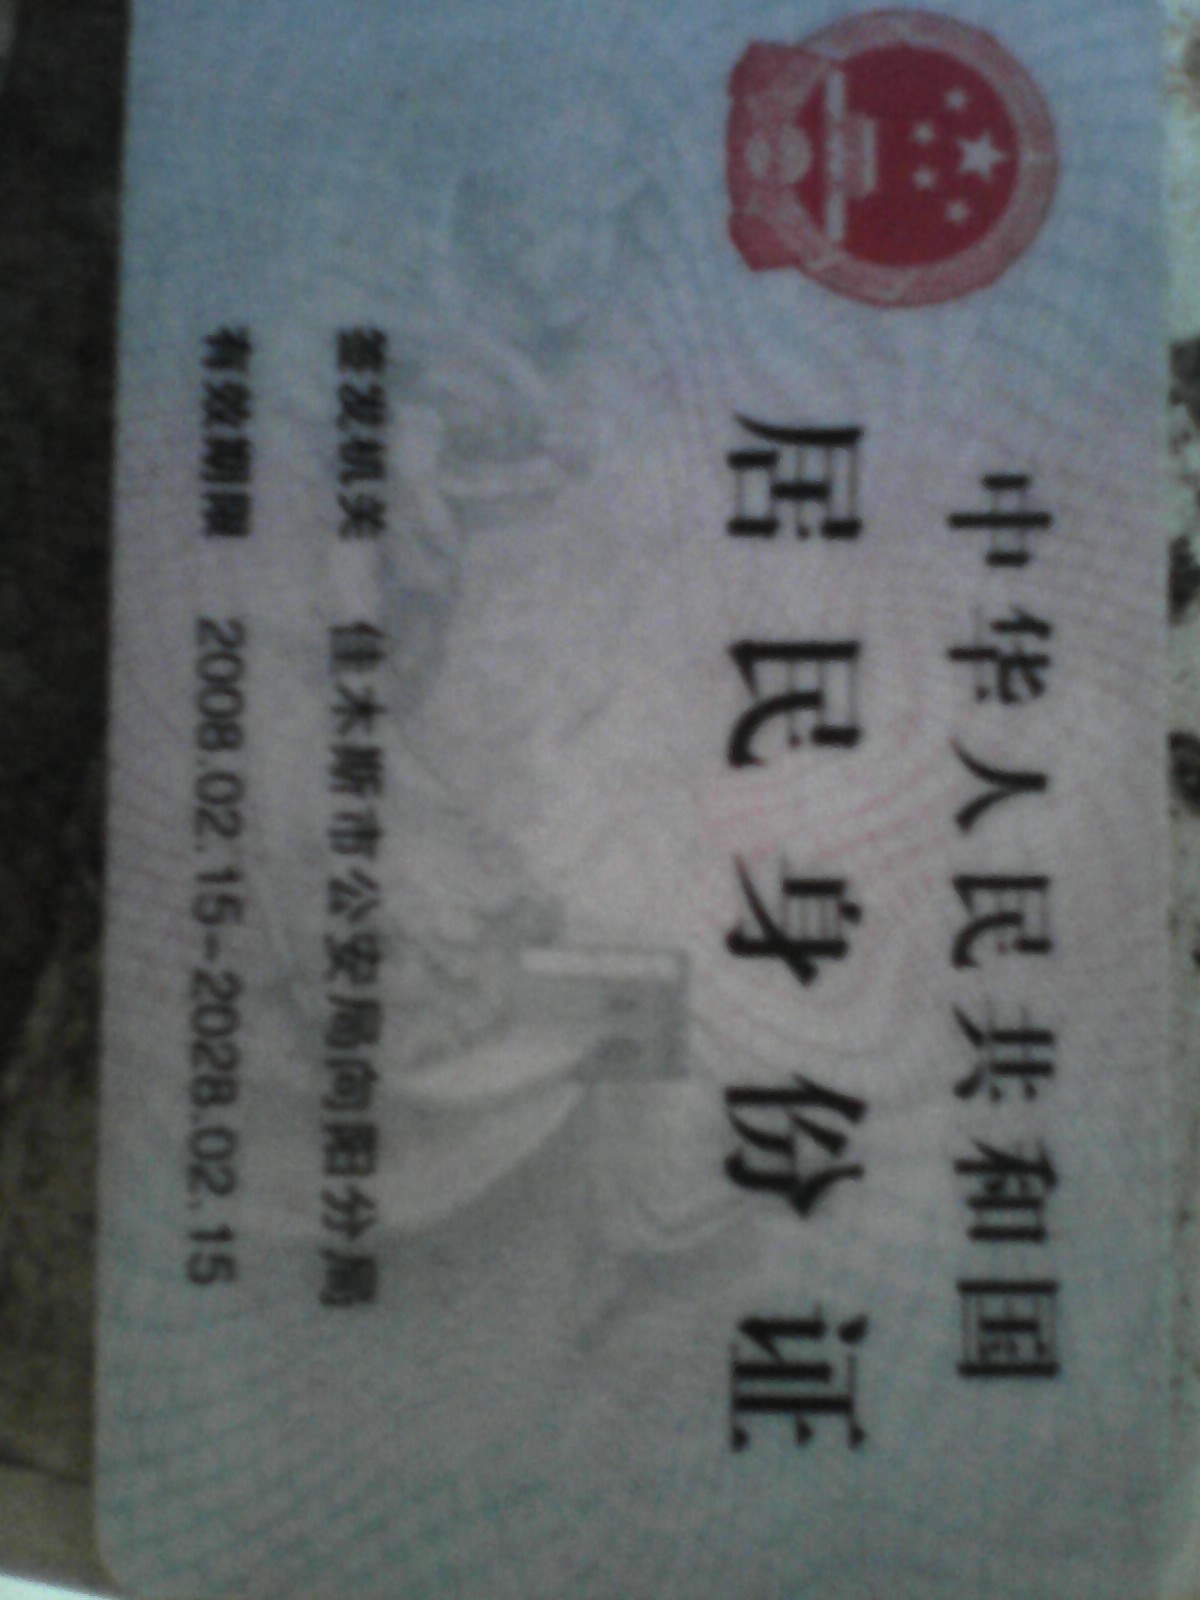 中华人民共和国
居民身份证
签发机关 佳木斯市公安局向阳分局
有效期限 2008.02.15-2028.02.15